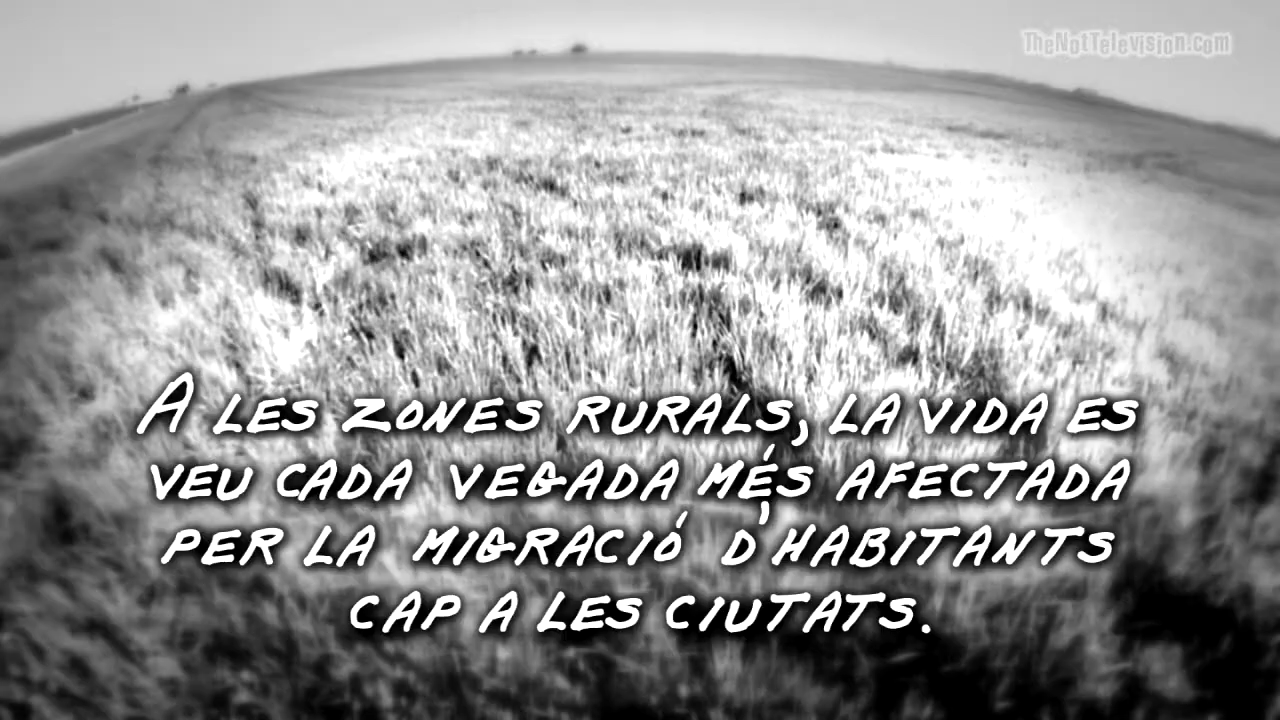 TheNotTelevision.com
A LES ZONES RURALS, LA VIDA ES
VEU CADA VEGADA MÉS AFECTADA
PER LA MIGRACIÓ D'HABITANTS
CAP A LES CIUTATS.